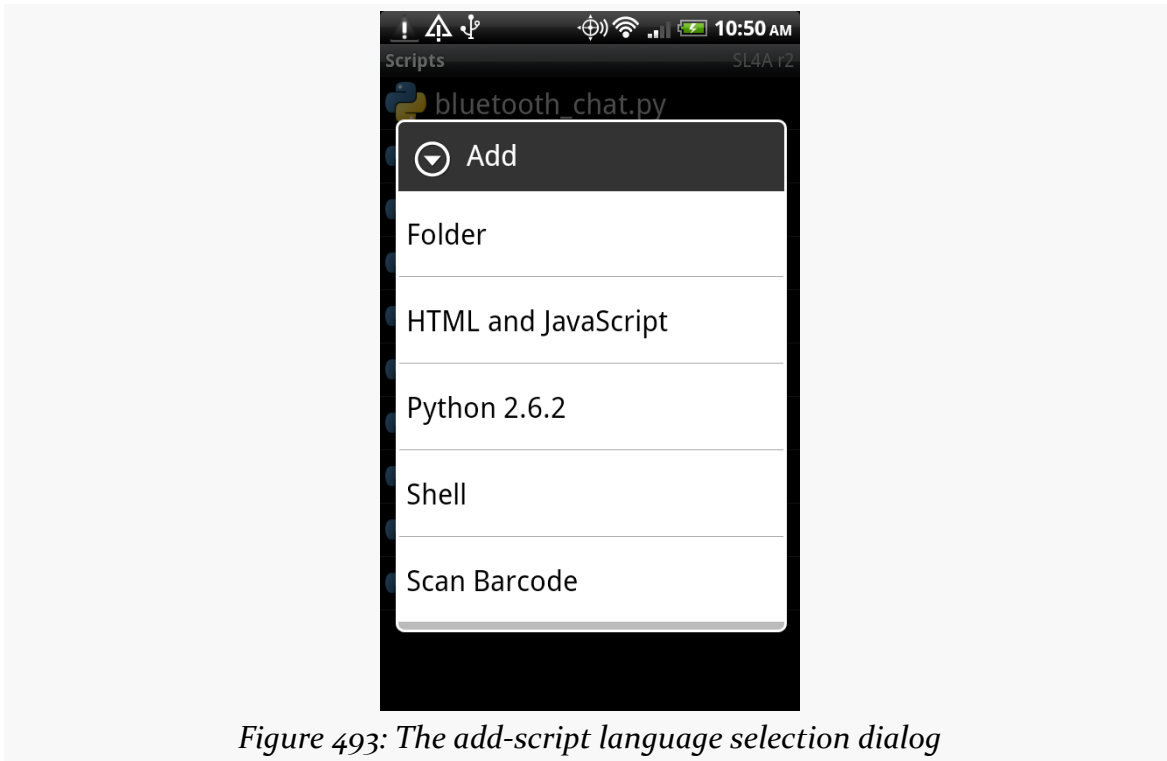 10:50 AM
Scripts SL4A r2
bluetooth_chat.py
Add
Folder
HTML and JavaScript
Python 2.6.2
Shell
Scan Barcode
Figure 493: The add-script language selection dialog